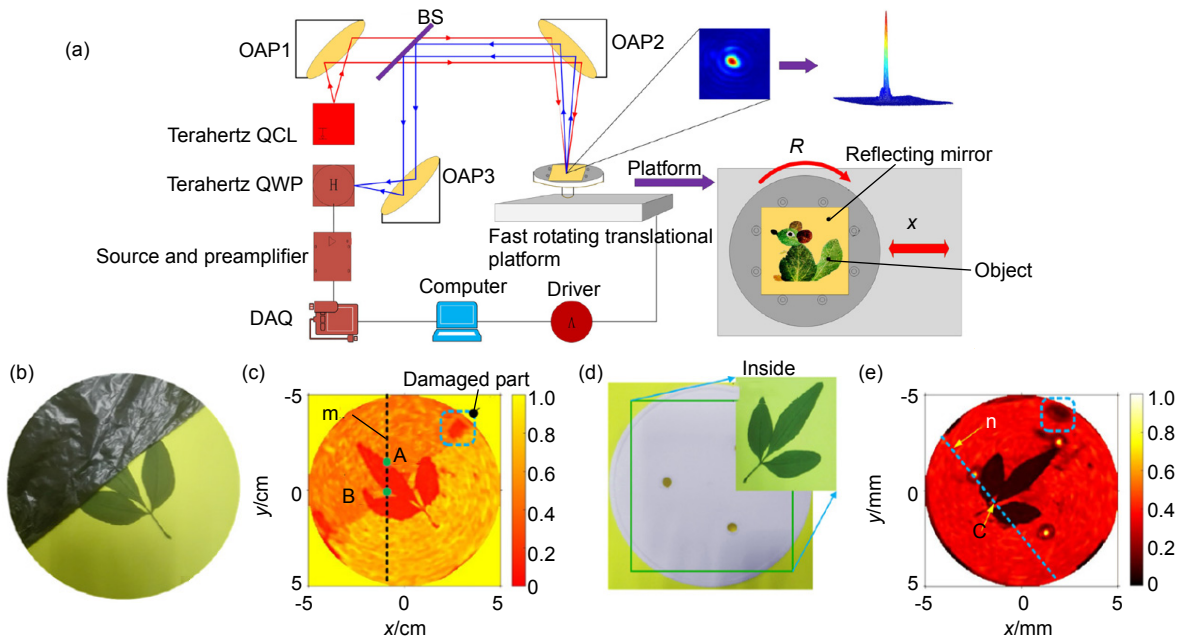 (a)
BS
OAP1
OAP2
Terahertz QCL
Terahertz QWP
OAP3
Platform
R
Reflecting mirror
x
Object
Source and preamplifier
Fast rotating translational
platform
DAQ
Computer
Driver
(b)
(c)
Damaged part
-5
m
A
B
0
5
y/cm
-5
0
5
x/cm
1.0
0.8
0.6
0.4
0.2
0
(d)
Inside
(e)
-5
n
0
C
5
y/mm
-5
0
5
x/mm
1.0
0.8
0.6
0.4
0.2
0